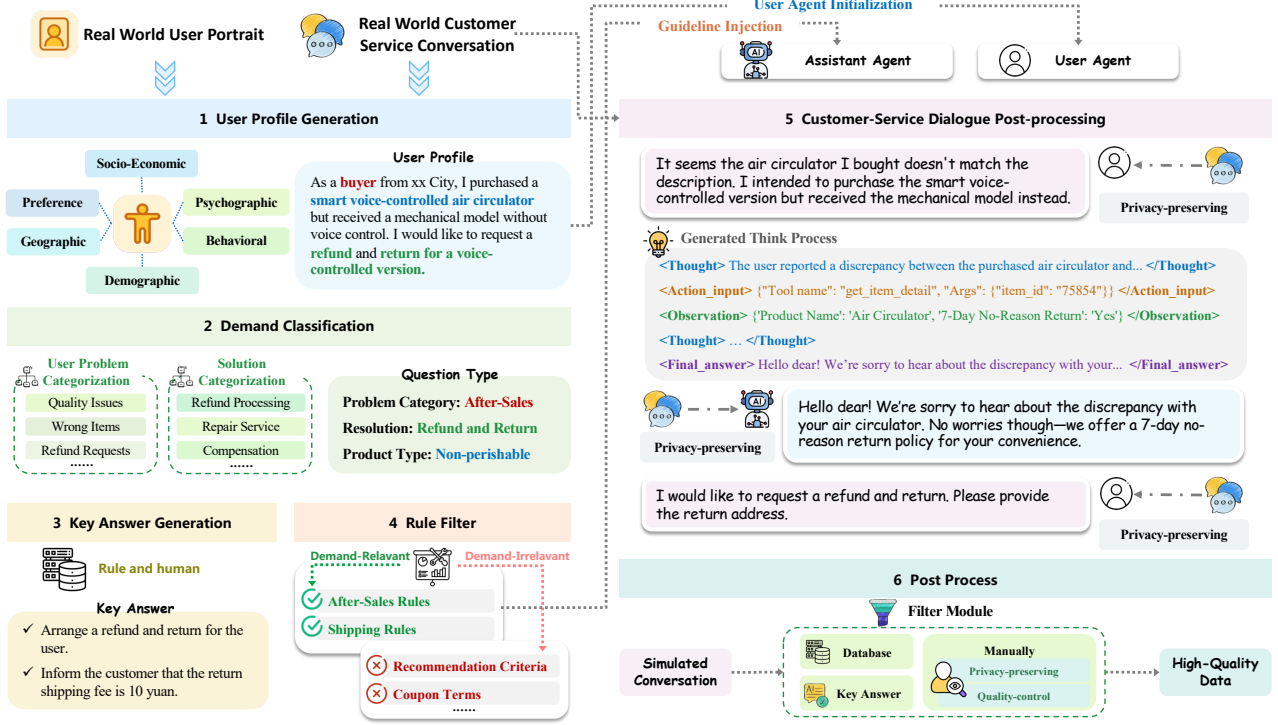 Real World User Portrait
Real World Customer
Service Conversation
User Agent Initialization
Guideline Injection
AI
Assistant Agent
User Agent
1 User Profile Generation
Socio-Economic
Preference
Psychographic
Geographic
Behavioral
Demographic
User Profile
As a buyer from xx City, I purchased a
smart voice-controlled air circulator
but received a mechanical model without
voice control. I would like to request a
refund and return for a voice-
controlled version.
2 Demand Classification
User Problem
Categorization
Quality Issues
Wrong Items
Refund Requests
......
Solution
Categorization
Refund Processing
Repair Service
Compensation
......
Question Type
Problem Category: After-Sales
Resolution: Refund and Return
Product Type: Non-perishable
3 Key Answer Generation
Rule and human
Key Answer
✓ Arrange a refund and return for the
user.
✓ Inform the customer that the return
shipping fee is 10 yuan.
4 Rule Filter
Demand-Relavant
Demand-Irrelavant
After-Sales Rules
Shipping Rules
Recommendation Criteria
Coupon Terms
......
5 Customer-Service Dialogue Post-processing
It seems the air circulator I bought doesn't match the
description. I intended to purchase the smart voice-
controlled version but received the mechanical model instead.
Privacy-preserving
Generated Think Process
<Thought> The user reported a discrepancy between the purchased air circulator and... </Thought>
<Action_input> {"Tool name": "get_item_detail", "Args": {"item_id": "75854"}} </Action_input>
<Observation> {'Product Name': 'Air Circulator', '7-Day No-Reason Return': 'Yes'} </Observation>
<Thought> ... </Thought>
<Final_answer> Hello dear! We're sorry to hear about the discrepancy with your... </Final_answer>
AI
Privacy-preserving
Hello dear! We're sorry to hear about the discrepancy with
your air circulator. No worries though—we offer a 7-day no-
reason return policy for your convenience.
I would like to request a refund and return. Please provide
the return address.
Privacy-preserving
6 Post Process
Filter Module
Simulated
Conversation
Database
Key Answer
Manually
Privacy-preserving
Quality-control
High-Quality
Data